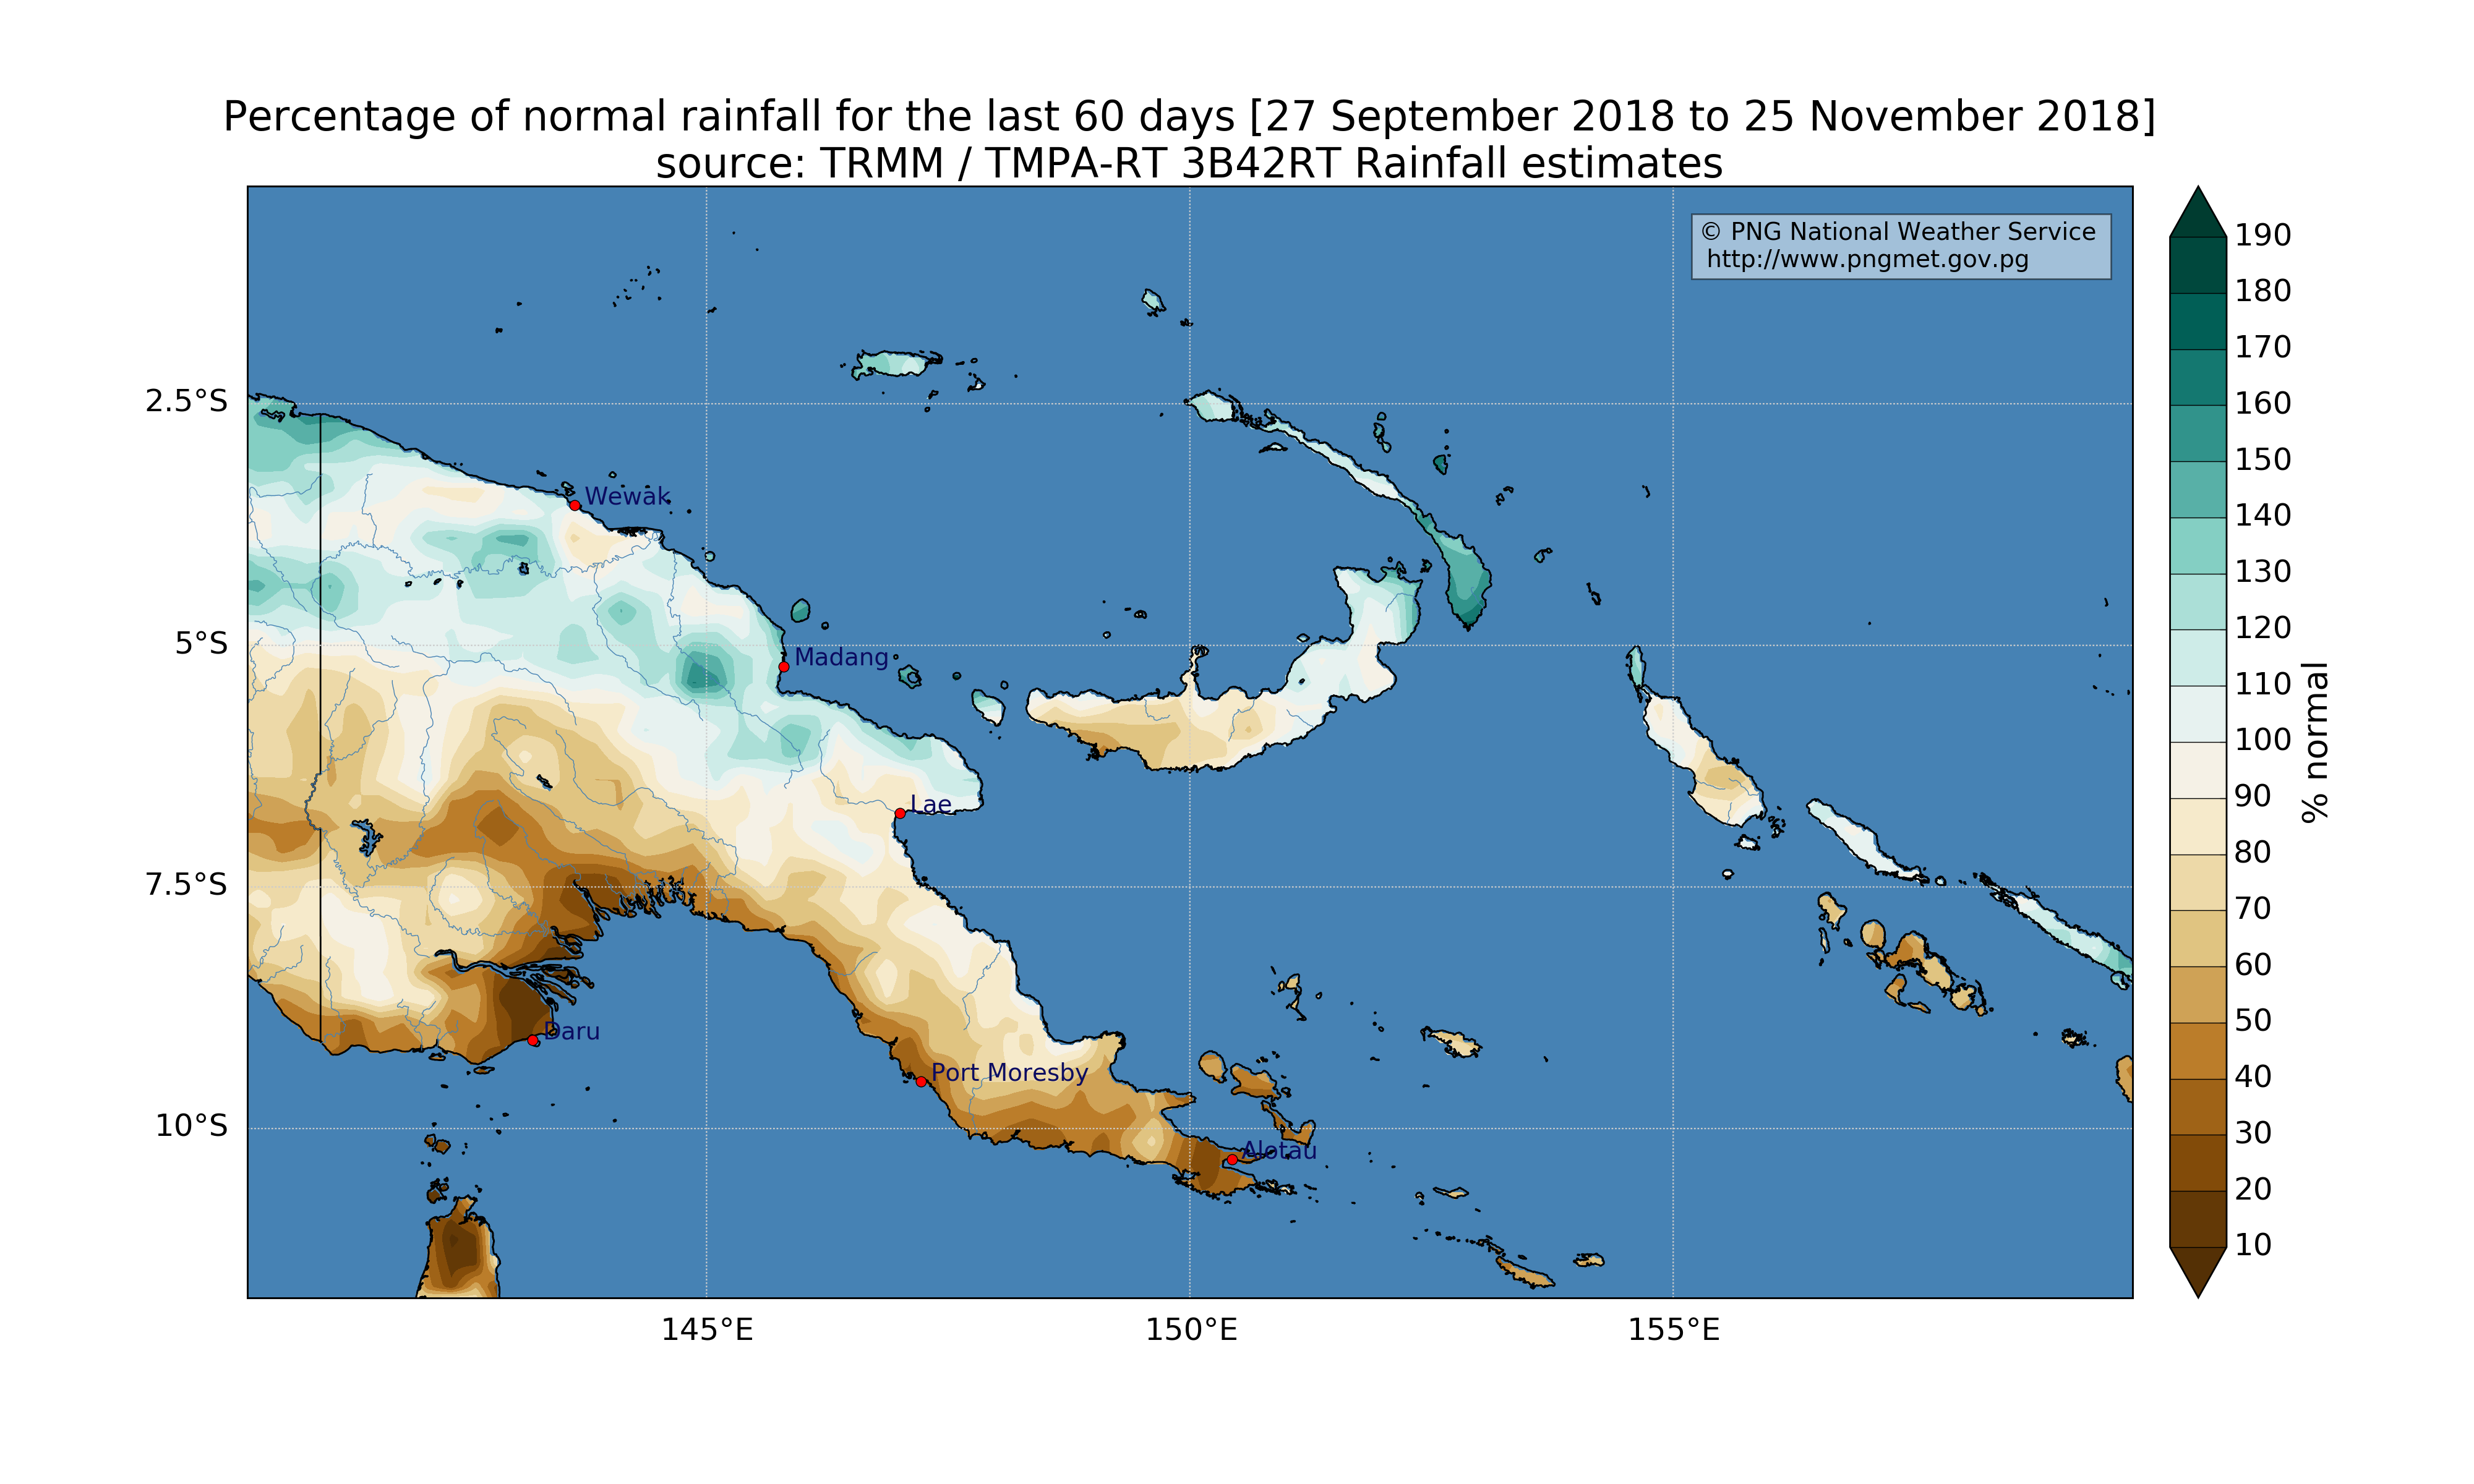 Percentage of normal rainfall for the last 60 days [27 September 2018 to 25 November 2018]
source: TRMM / TMPA-RT 3B42RT Rainfall estimates
© PNG National Weather Service
http://www.pngmet.gov.pg
2.5°S
5°S
7.5°S
10°S
Wewak
Madang
Lae
Daru
Port Moresby
Alotau
145°E
150°E
155°E
190
180
170
160
150
140
130
120
110
100
90
80
70
60
50
40
30
20
10
% normal